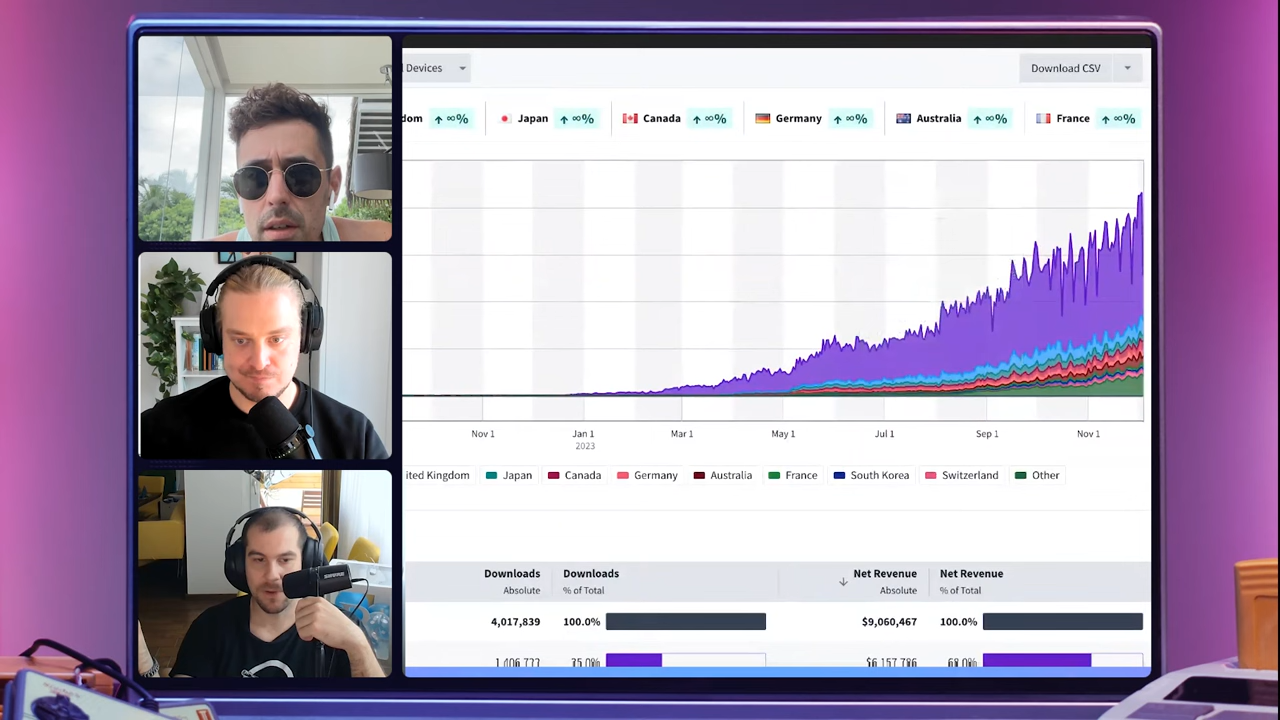 l Devices
Download CSV
dom ↑ ∞%
Japan ↑ ∞%
Canada ↑ ∞%
Germany ↑ ∞%
Australia ↑ ∞%
France ↑ ∞%
Nov 1
Jan 1
2023
Mar 1
May 1
Jul 1
Sep 1
Nov 1
ited Kingdom
Japan
Canada
Germany
Australia
France
South Korea
Switzerland
Other
Downloads
Absolute
Downloads
% of Total
Net Revenue
Absolute
Net Revenue
% of Total
4,017,839
100.0%
$9,060,467
100.0%
SHURE